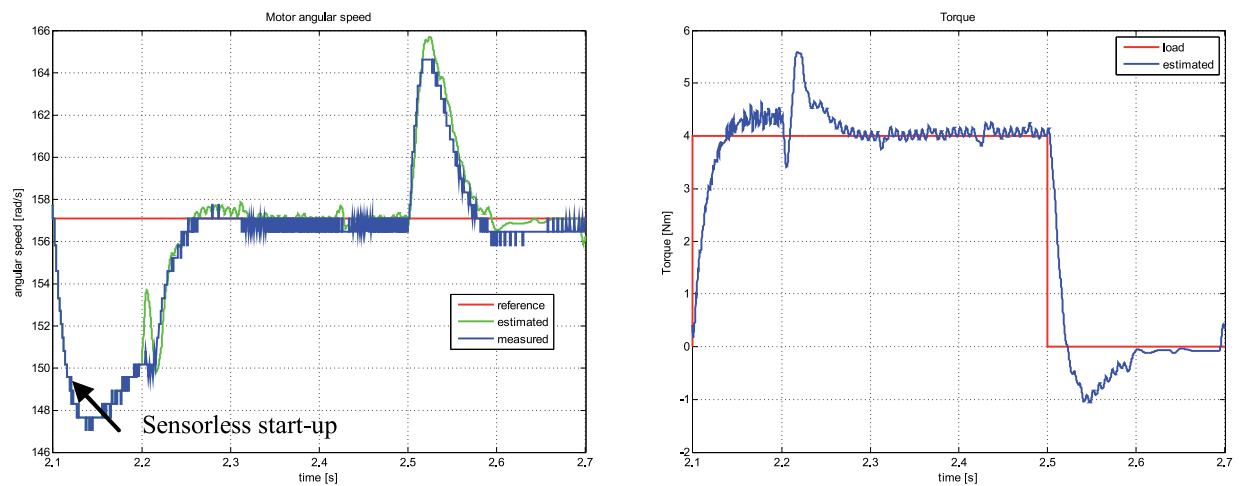 Motor angular speed
166
164
162
160
158
156
154
152
150
148
146
angular speed [rad/s]
reference
estimated
measured
Sensorless start-up
2.1
2.2
2.3
2.4
2.5
2.6
2.7
time [s]
Torque
6
5
4
3
2
1
0
-1
-2
Torque [Nm]
load
estimated
2.1
2.2
2.3
2.4
2.5
2.6
2.7
time [s]